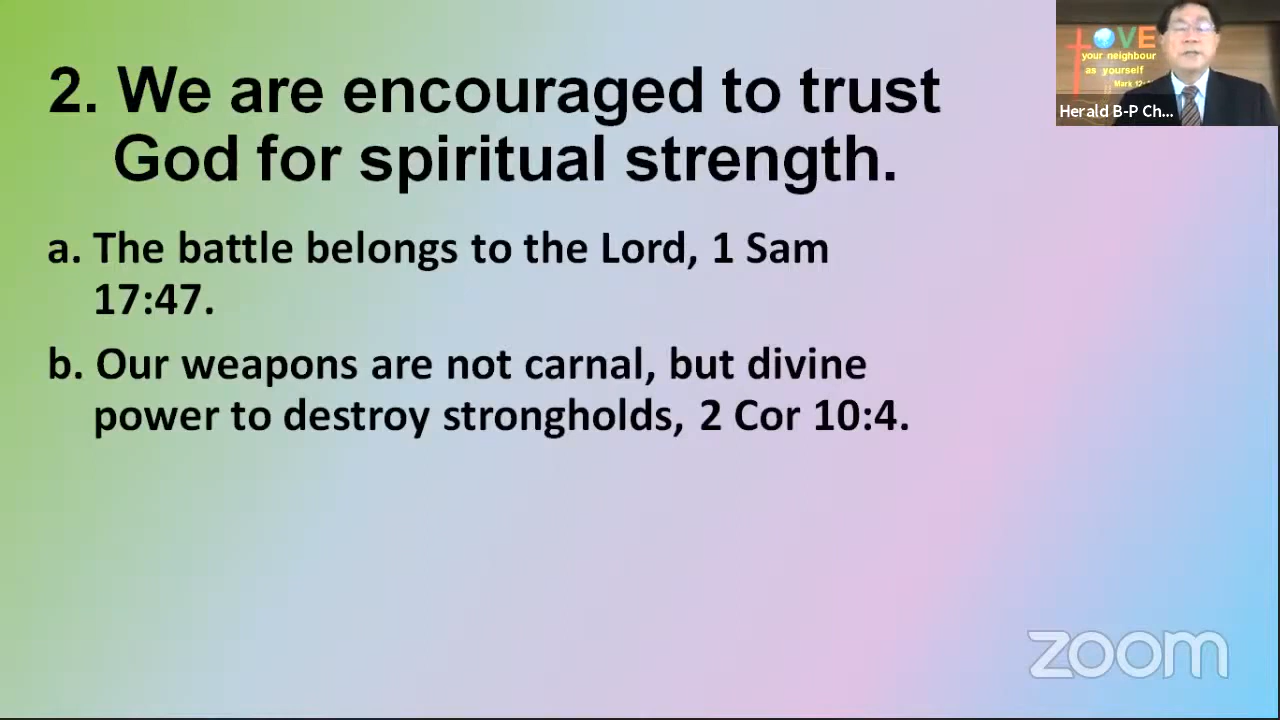 2. We are encouraged to trust
God for spiritual strength.
a. The battle belongs to the Lord, 1 Sam
17:47.
b. Our weapons are not carnal, but divine
power to destroy strongholds, 2 Cor 10:4.
LOVE
your neighbour
as yourself
Mark
Herald B-P Ch...
zoom